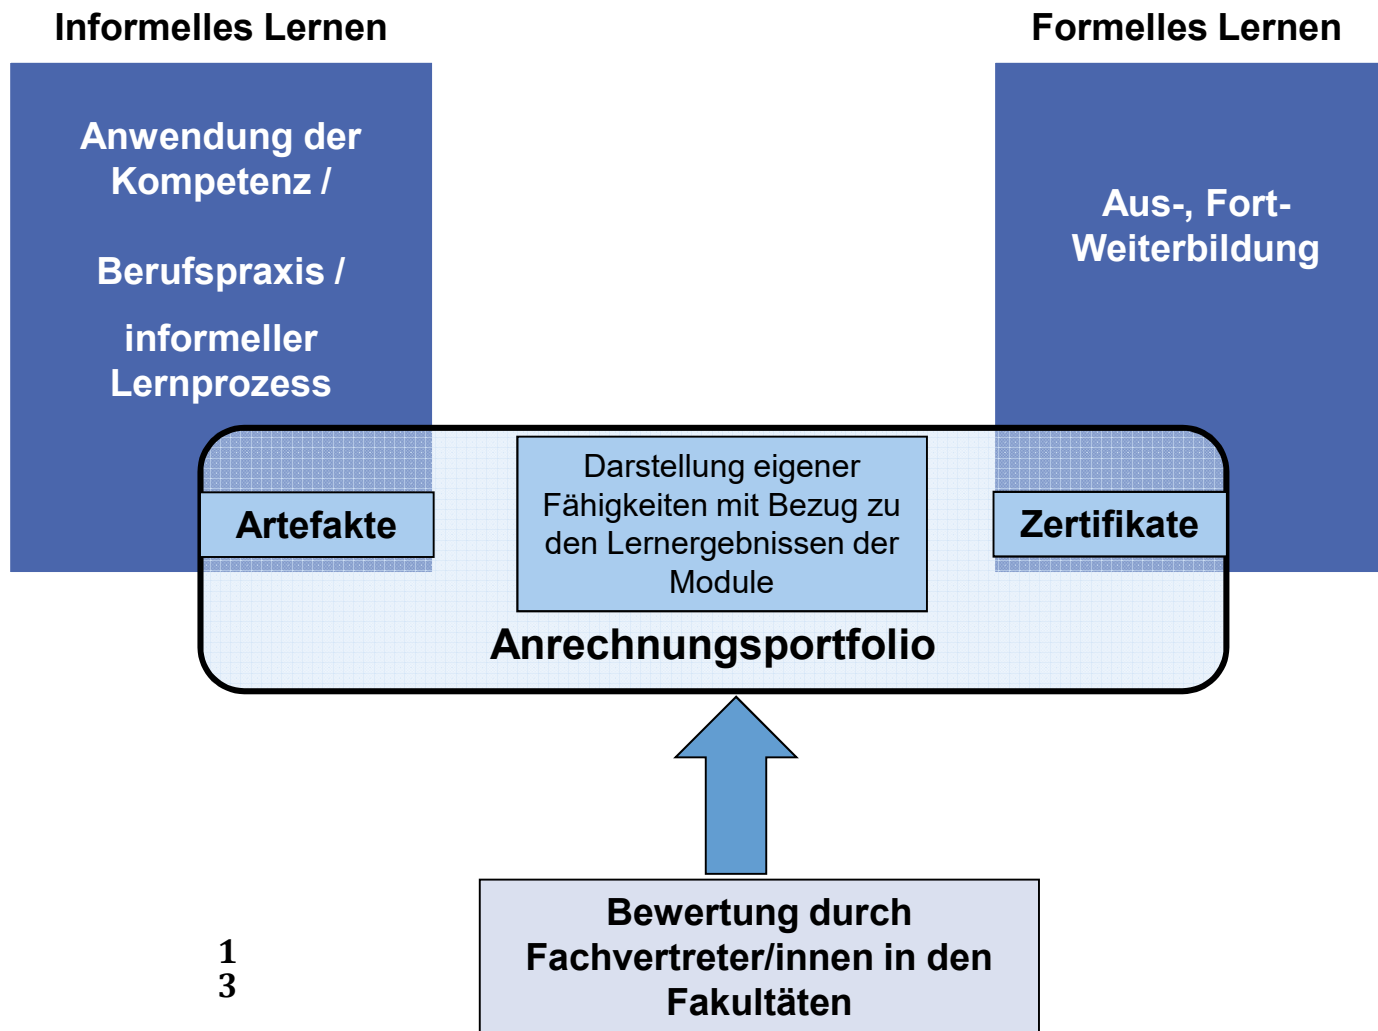 Informelles Lernen
Formelles Lernen
Anwendung der
Kompetenz /
Berufspraxis /
informeller
Lernprozess
Aus-, Fort-
Weiterbildung
Artefakte
Darstellung eigener
Fähigkeiten mit Bezug zu
den Lernergebnissen der
Module
Zertifikate
Anrechnungsportfolio
Bewertung durch
Fachvertreter/innen in den
Fakultäten
1
3